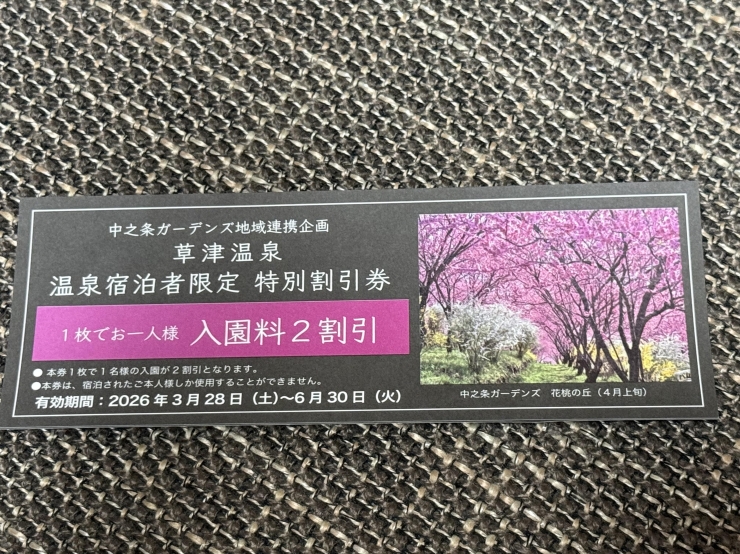 中之条ガーデンズ地域連携企画
草津温泉
温泉宿泊者限定 特別割引券
1枚でお一人様 入園料2割引
● 本券1枚で1名様の入園が2割引となります。
●本券は、宿泊されたご本人様しか使用することができません。
有効期間：2026年3月28日（土）～6月30日（火）
中之条ガーデンズ 花桃の丘（4月上旬）